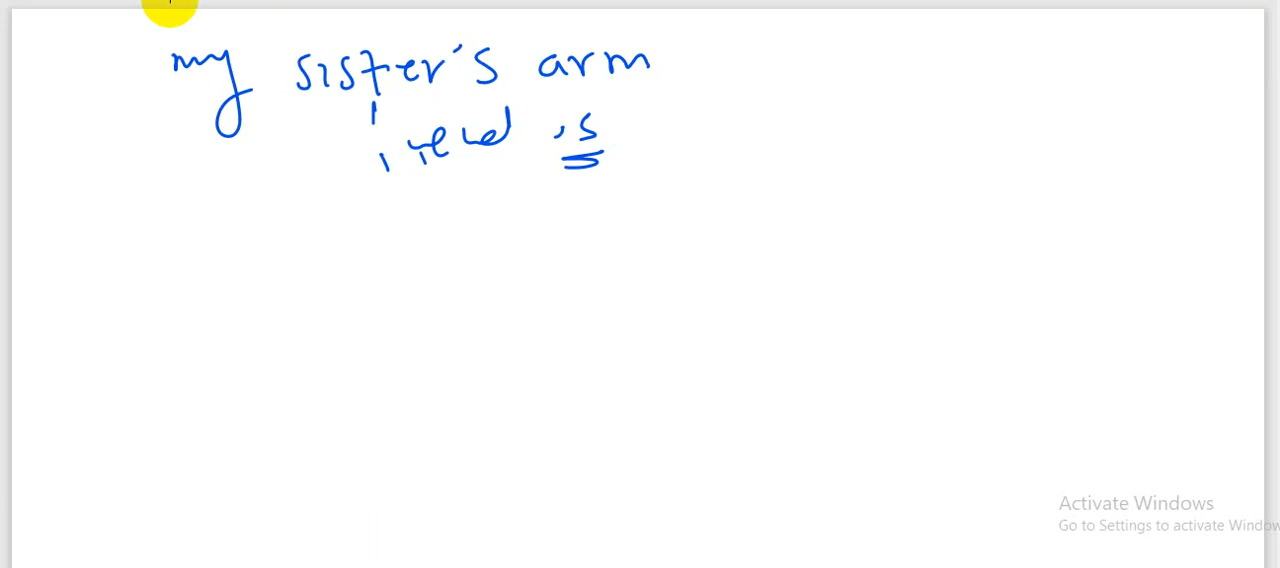 my sister's arm
's
Activate Windows
Go to Settings to activate Window